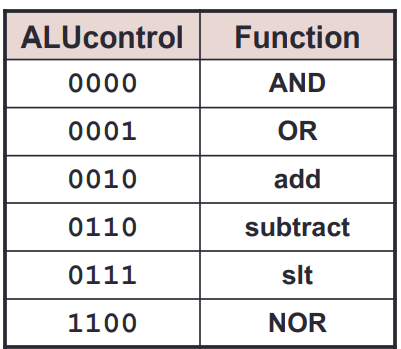 ALUcontrol Function
0000 AND
0001 OR
0010 add
0110 subtract
0111 slt
1100 NOR